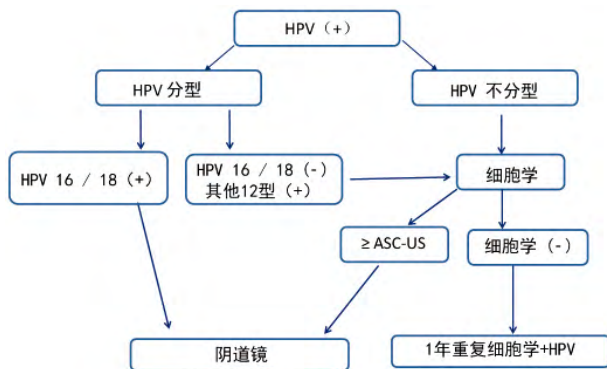 HPV（+）
HPV 分型
HPV 不分型
HPV 16 / 18（+）
HPV 16 / 18（-）
其他12型（+）
细胞学
≥ASC-US
细胞学（-）
阴道镜
1年重复细胞学+HPV